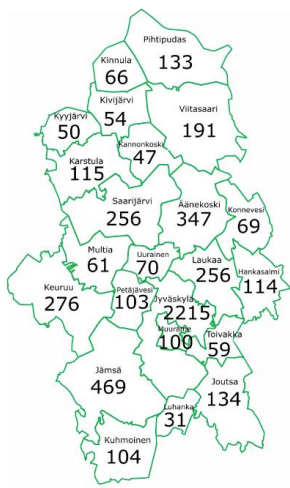 Pihtipudas
133
Kinnula
66
Kivijärvi
54
Viitasaari
191
Kyyjärvi
50
Kannonkoski
47
Karstula
115
Saarijärvi
256
Äänekoski
347
Konnevesi
69
Multia
61
Uurainen
70
Laukaa
256
Hankasalmi
114
Keuruu
276
Petäjävesi
103
Jyväskylä
2215
Muurame
100
Toivakka
59
Jämsä
469
Joutsa
134
Luhanka
31
Kuhmoinen
104